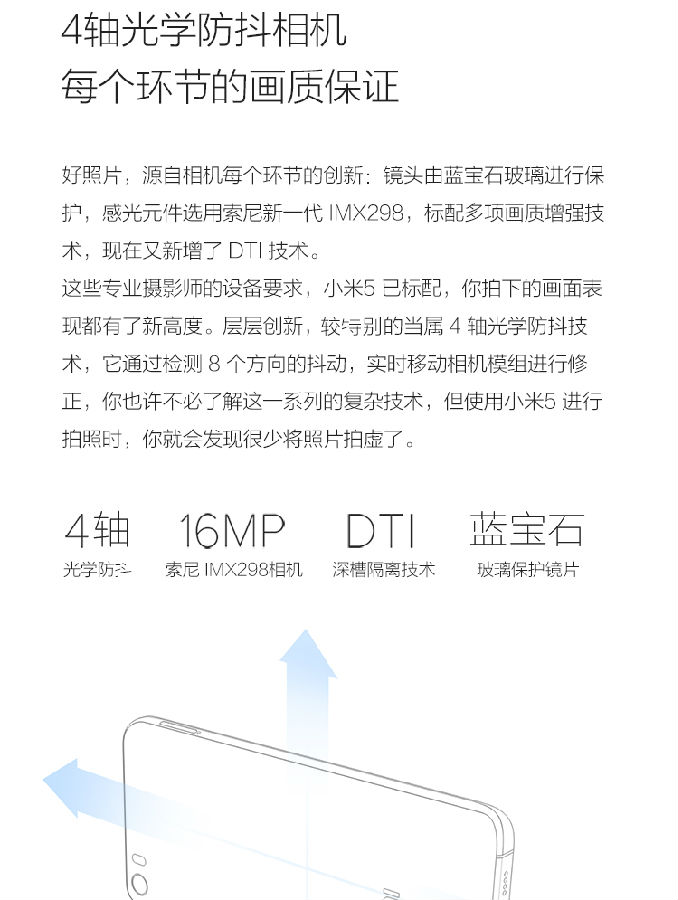 4轴光学防抖相机
每个环节的画质保证
好照片，源自相机每个环节的创新：镜头由蓝宝石玻璃进行保
护，感光元件选用索尼新一代 IMX298，标配多项画质增强技
术，现在又新增了 DTI 技术。
这些专业摄影师的设备要求，小米5 已标配，你拍下的画面表
现都有了新高度。层层创新，较特别的当属 4 轴光学防抖技
术，它通过检测 8 个方向的抖动，实时移动相机模组进行修
正，你也许不必了解这一系列的复杂技术，但使用小米5 进行
拍照时，你就会发现很少将照片拍虚了。
4轴 16MP DTI 蓝宝石
光学防抖 索尼 IMX298相机 深槽隔离技术 玻璃保护镜片